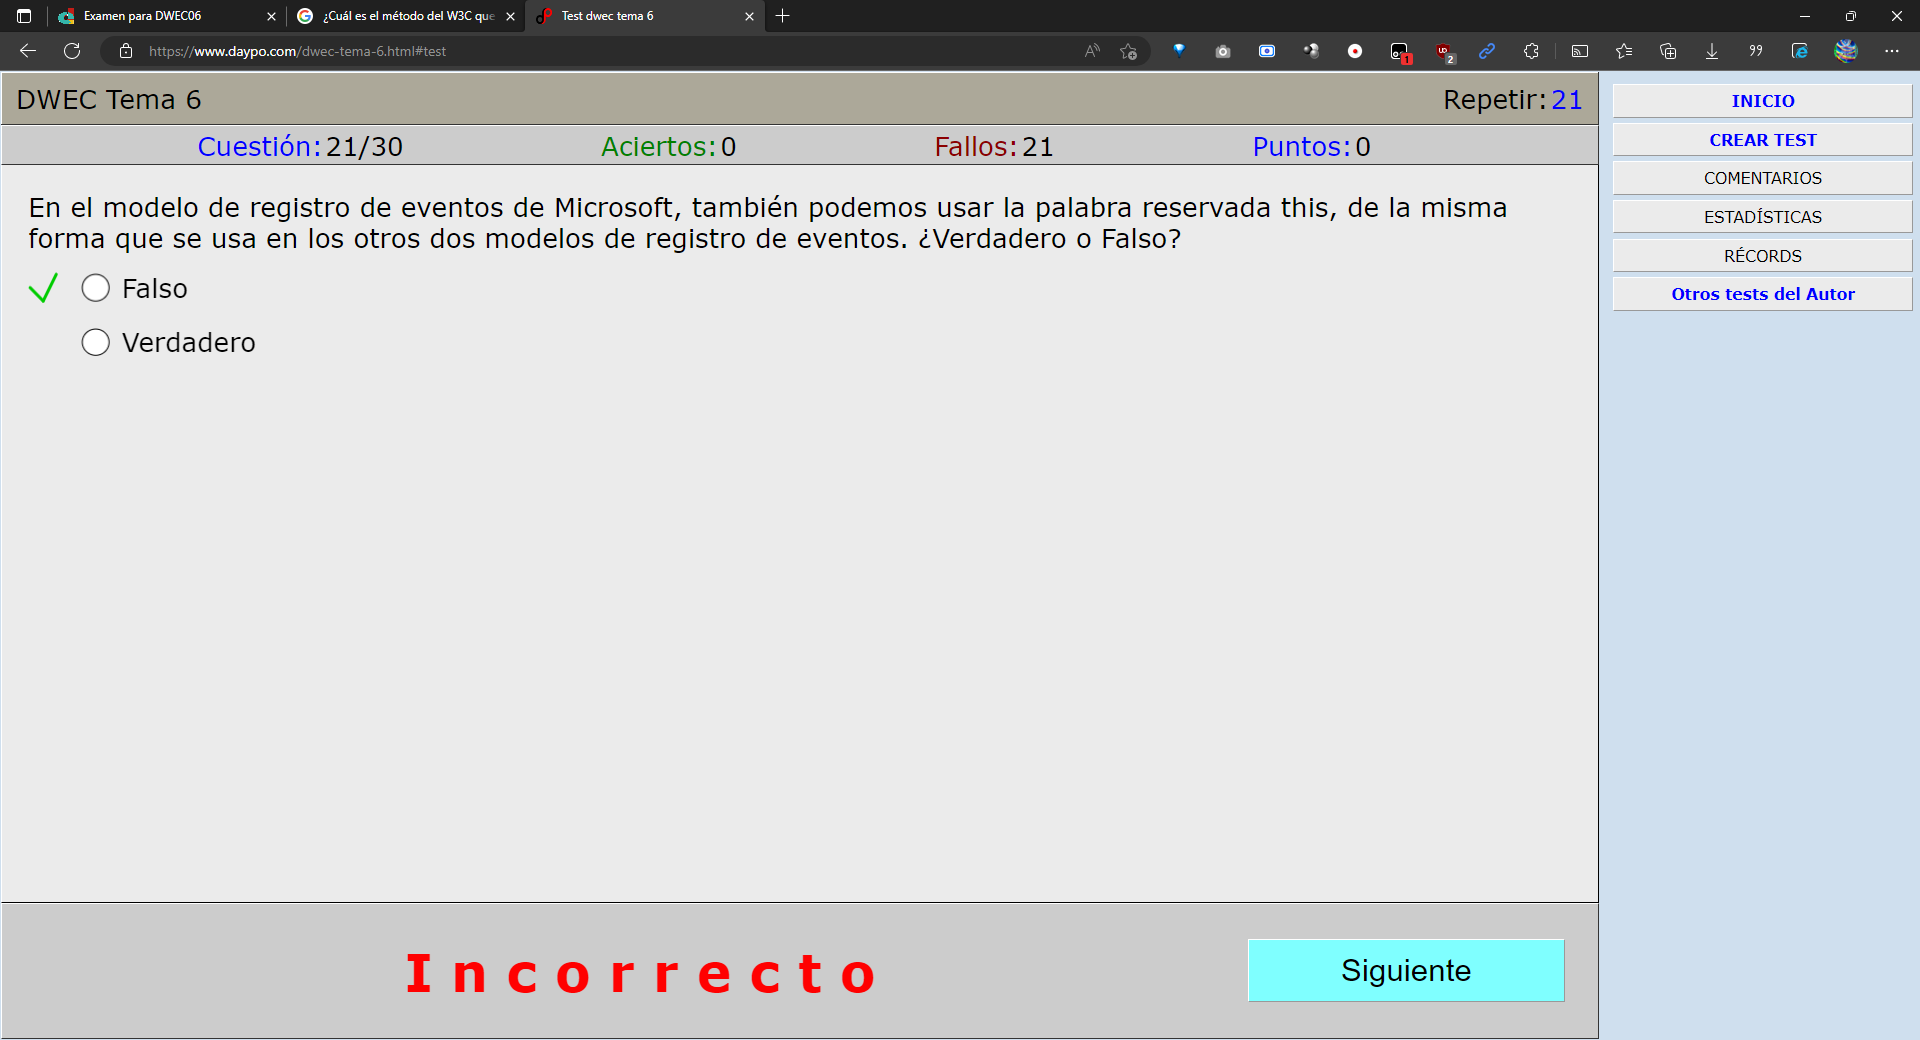 Examen para DWEC06
¿Cuál es el método del W3C que
Test dwec tema 6
https://www.daypo.com/dwec-tema-6.html#test
1
2
DWEC Tema 6
Repetir:21
Cuestión:21/30
Aciertos:0
Fallos:21
Puntos:0
En el modelo de registro de eventos de Microsoft, también podemos usar la palabra reservada this, de la misma
forma que se usa en los otros dos modelos de registro de eventos. ¿Verdadero o Falso?
Falso
Verdadero
Incorrecto
Siguiente
INICIO
CREAR TEST
COMENTARIOS
ESTADÍSTICAS
RÉCORDS
Otros tests del Autor